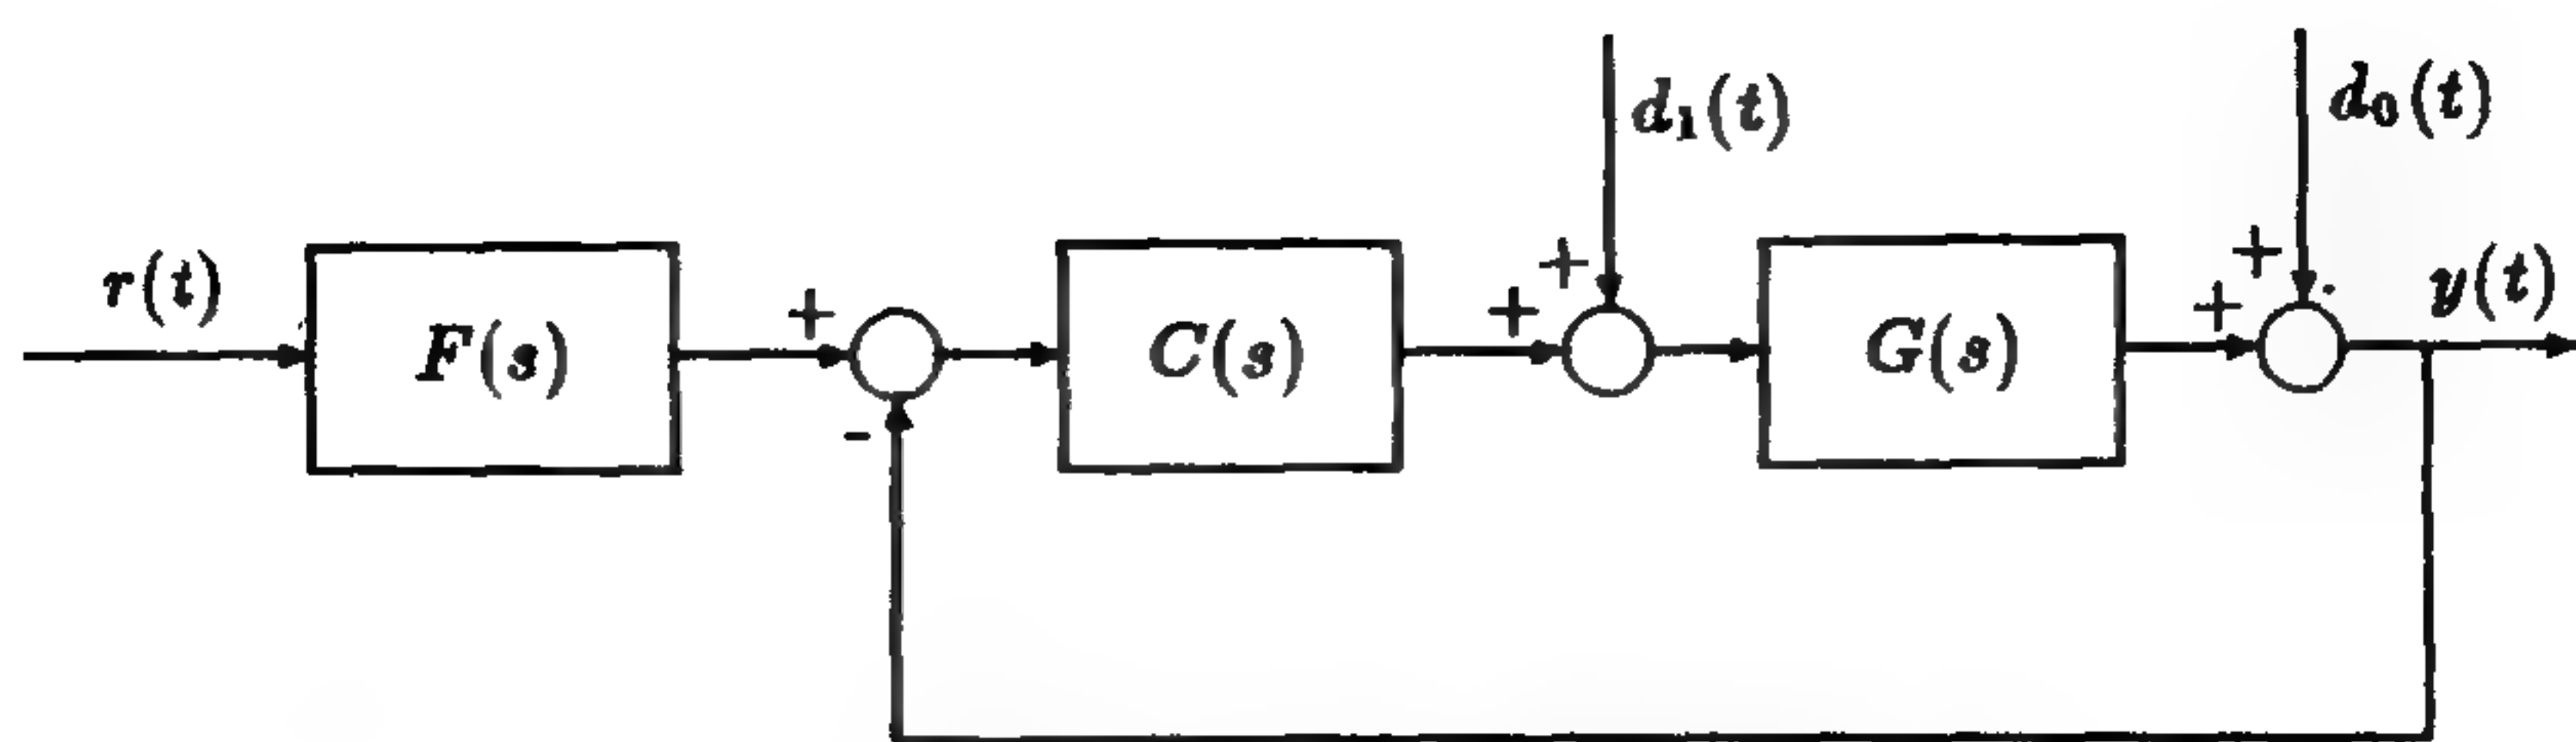 d₁(t)
d₀(t)
r(t)
F(s)
+
-
C(s)
+
+
G(s)
+
+
y(t)